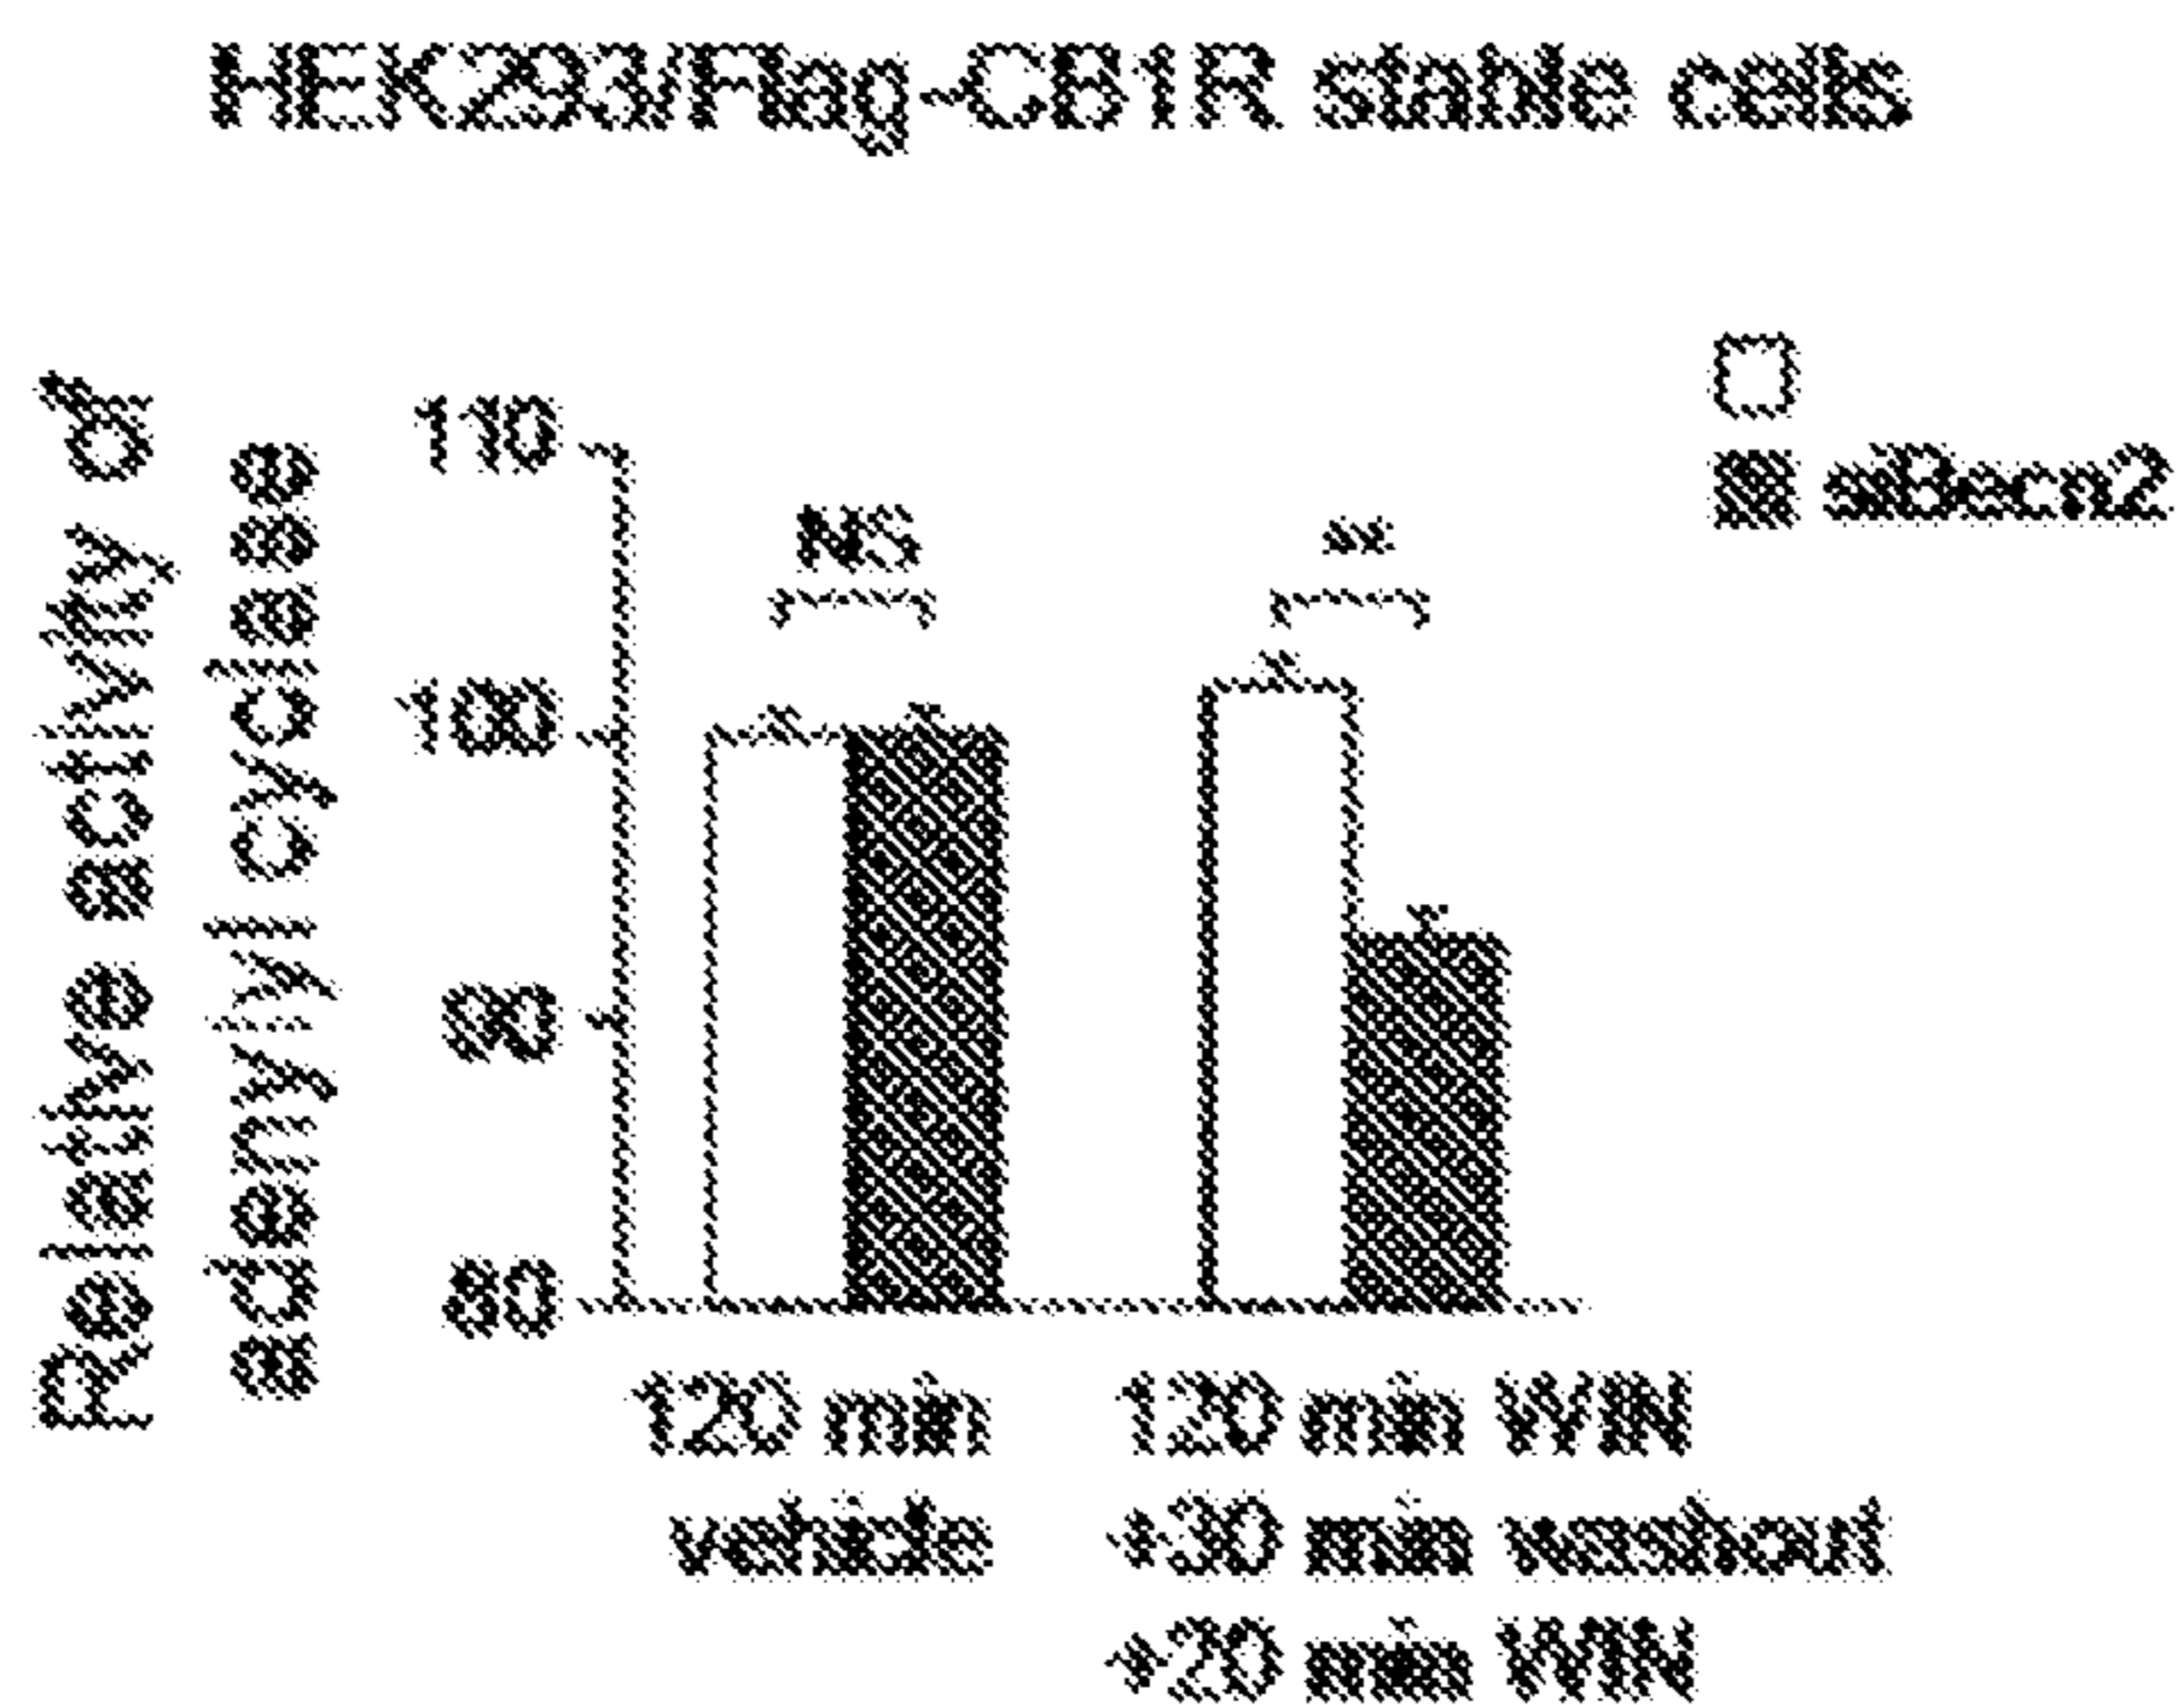 HEK293/Flag-CB1R stable cells
Relative activity of
adenylyl cyclase
110
100
90
80
NS
*
siBecn2
120 min
vehicle
120 min WIN
+30 min washout
+20 min WIN